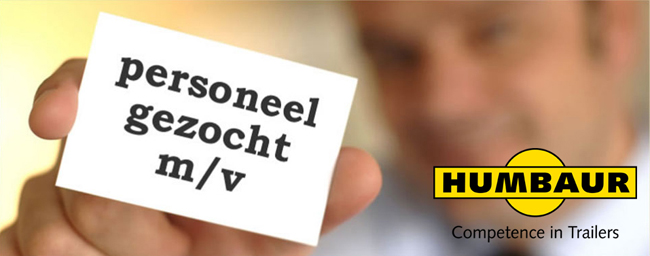 personeel
gezocht
m/v
HUMBAUR
Competence in Trailers